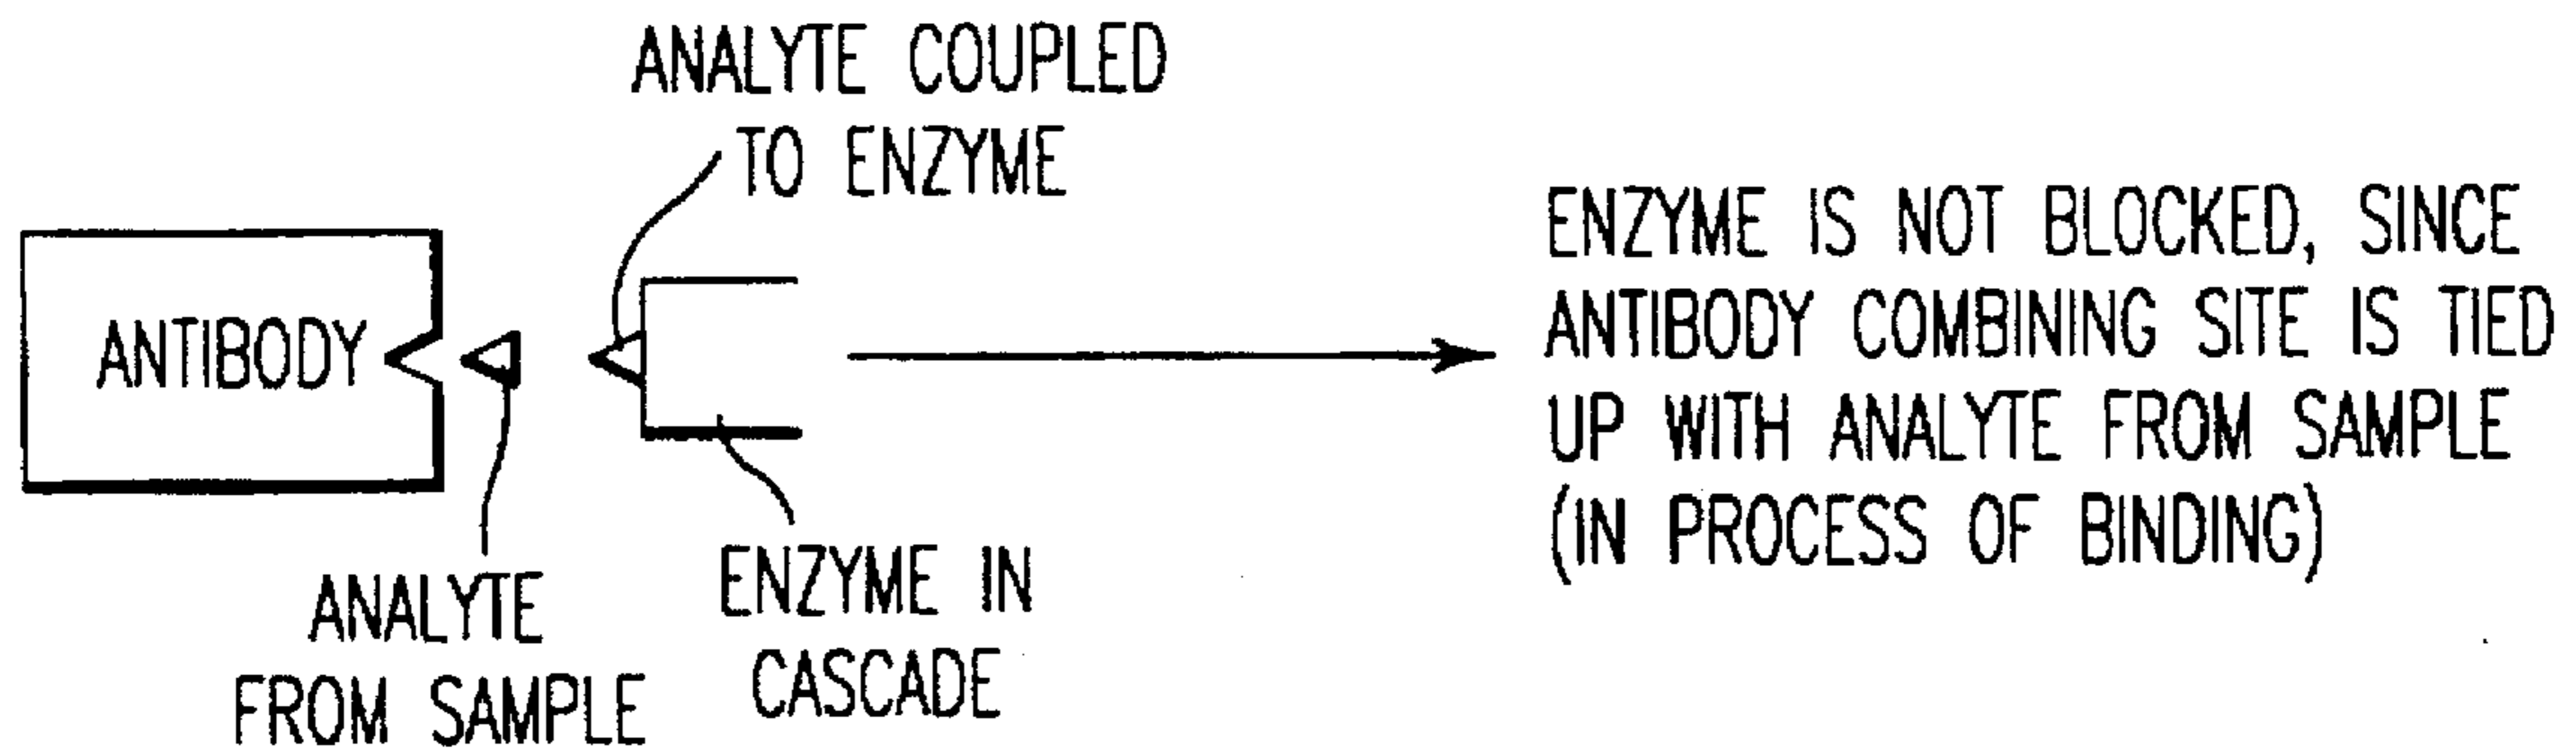 ANALYTE COUPLED
TO ENZYME
ANTIBODY
ANALYTE
FROM SAMPLE
ENZYME IN
CASCADE
ENZYME IS NOT BLOCKED, SINCE
ANTIBODY COMBINING SITE IS TIED
UP WITH ANALYTE FROM SAMPLE
(IN PROCESS OF BINDING)